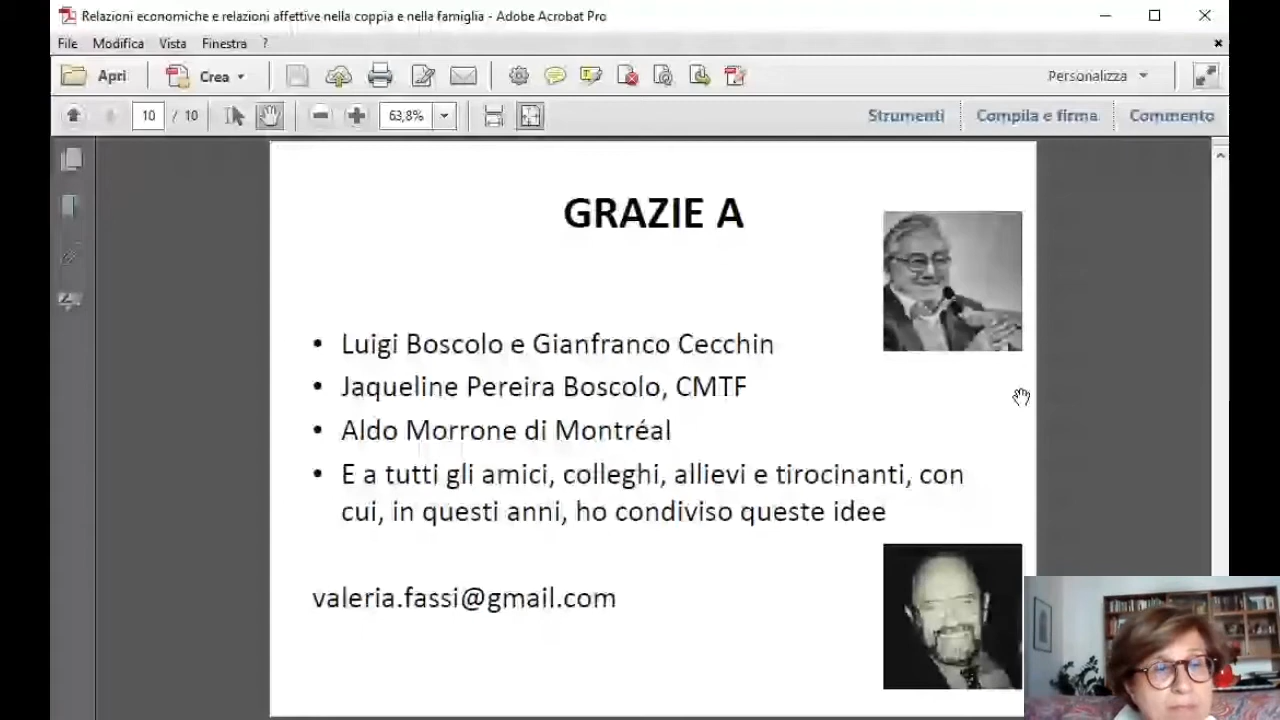 Relazioni economiche e relazioni affettive nella coppia e nella famiglia - Adobe Acrobat Pro
File Modifica Vista Finestra ?
Apri Crea Personalizza
10 / 10 63,8% Strumenti Compila e firma Commento
GRAZIE A
• Luigi Boscolo e Gianfranco Cecchin
• Jaqueline Pereira Boscolo, CMTF
• Aldo Morrone di Montréal
• E a tutti gli amici, colleghi, allievi e tirocinanti, con
cui, in questi anni, ho condiviso queste idee
valeria.fassi@gmail.com